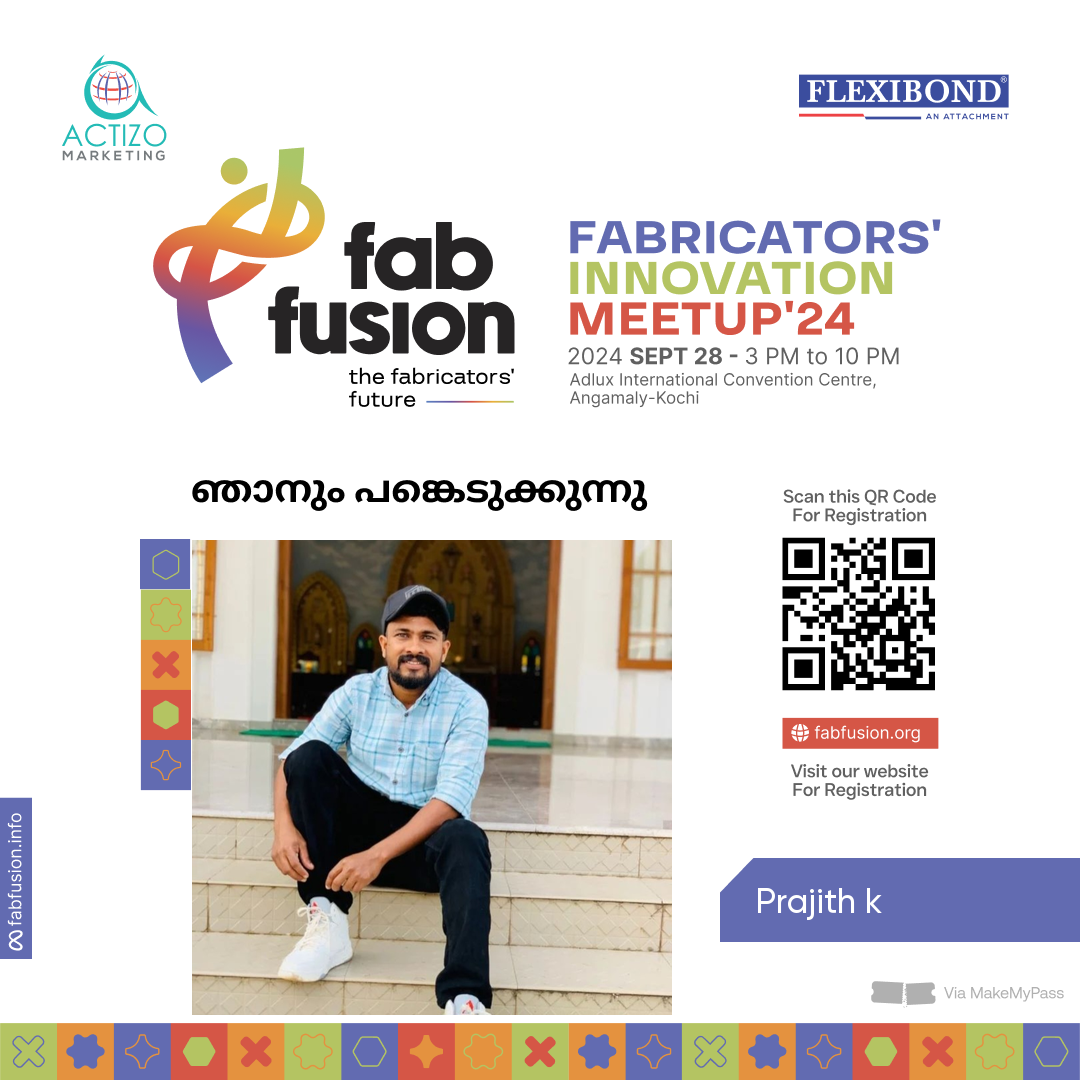 ACTIZO
MARKETING
FLEXIBOND®
AN ATTACHMENT
fab
fusion
the fabricators'
future
FABRICATORS'
INNOVATION
MEETUP'24
2024 SEPT 28 - 3 PM to 10 PM
Adlux International Convention Centre,
Angamaly-Kochi
ഞാനും പങ്കെടുക്കുന്നു
Scan this QR Code
For Registration
fabfusion.org
Visit our website
For Registration
fabfusion.info
Prajith k
Via MakeMyPass